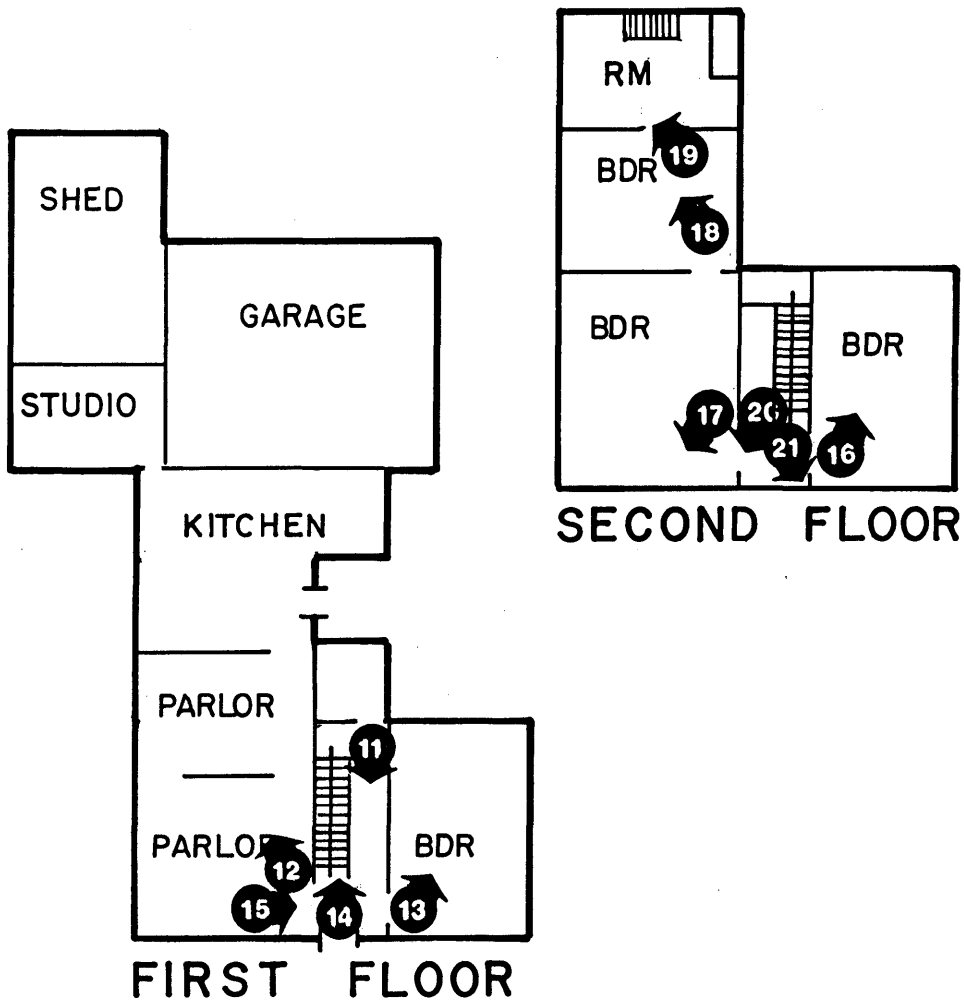 RM
19
BDR
18
BDR
BDR
17
20
21
16
SECOND FLOOR
SHED
GARAGE
STUDIO
KITCHEN
PARLOR
11
PARLOR
BDR
12
15
14
13
FIRST FLOOR